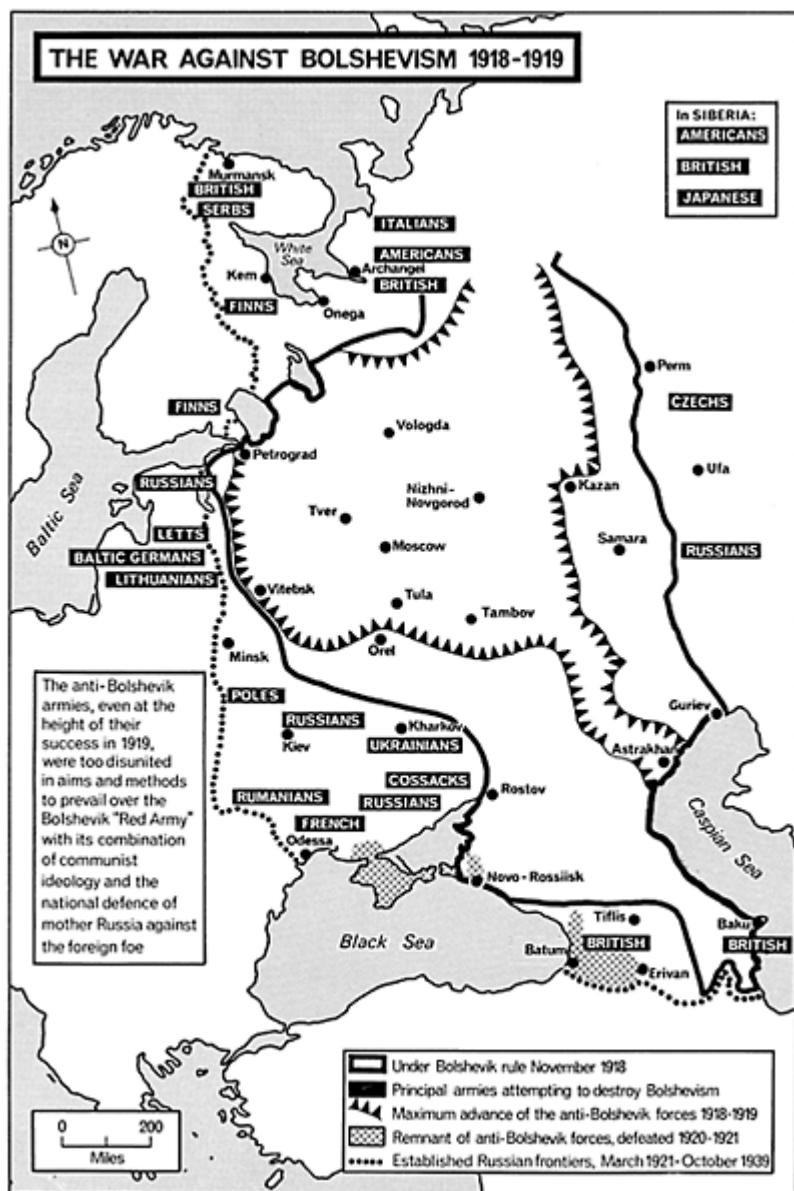 THE WAR AGAINST BOLSHEVISM 1918-1919
In SIBERIA:
AMERICANS
BRITISH
JAPANESE
N
Murmansk
BRITISH
SERBS
ITALIANS
White
Sea
AMERICANS
Archangel
Kem
BRITISH
FINNS
Onega
Perm
FINNS
CZECHS
Vologda
Petrograd
Ufa
RUSSIANS
Nizhni-
Novgorod
Kazan
Baltic Sea
Tver
LETTS
Moscow
Samara
RUSSIANS
BALTIC GERMANS
LITHUANIANS
Vitebsk
Tula
Tambov
Minsk
Orel
The anti-Bolshevik
armies, even at the
height of their
success in 1919,
were too disunited
in aims and methods
to prevail over the
Bolshevik "Red Army"
with its combination
of communist
ideology and the
national defence of
mother Russia against
the foreign foe
POLES
RUSSIANS
Kiev
Kharkov
UKRAINIANS
Guriev
Astrakhan
COSSACKS
RUMANIANS
RUSSIANS
Rostov
FRENCH
Odessa
Caspian Sea
Novo-Rossiisk
Black Sea
Tiflis
Baku
Batum
BRITISH
BRITISH
Erivan
Under Bolshevik rule November 1918
Principal armies attempting to destroy Bolshevism
Maximum advance of the anti-Bolshevik forces 1918-1919
Remnant of anti-Bolshevik forces, defeated 1920-1921
Established Russian frontiers, March 1921-October 1939
0 200
Miles